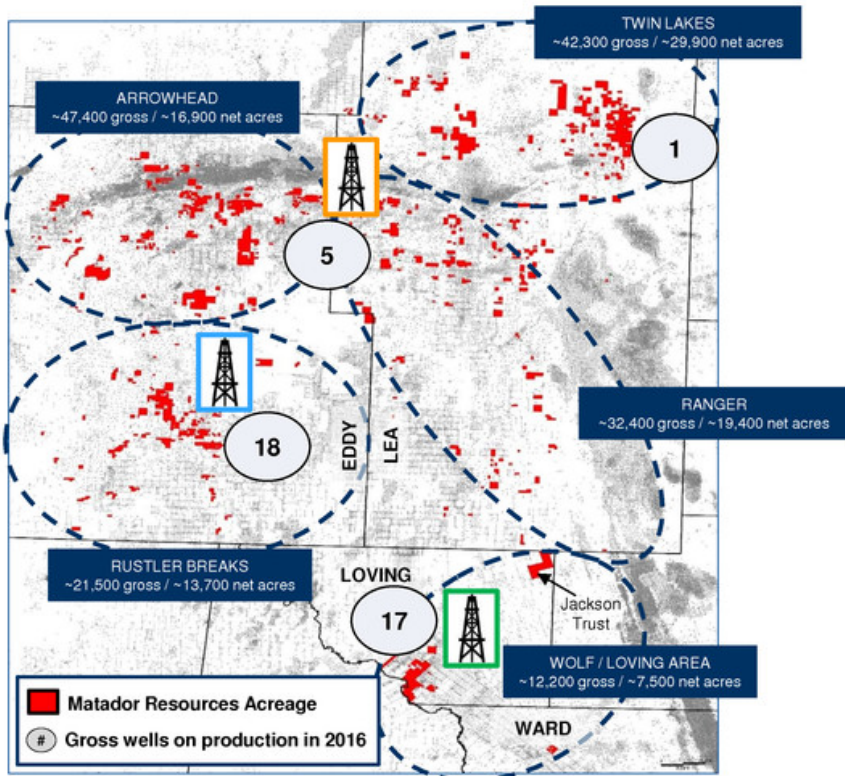 TWIN LAKES
~42,300 gross / ~29,900 net acres
ARROWHEAD
~47,400 gross / ~16,900 net acres
1
5
RANGER
~32,400 gross / ~19,400 net acres
18
EDDY
LEA
RUSTLER BREAKS
~21,500 gross / ~13,700 net acres
LOVING
Jackson
Trust
17
WOLF / LOVING AREA
~12,200 gross / ~7,500 net acres
WARD
Matador Resources Acreage
# Gross wells on production in 2016